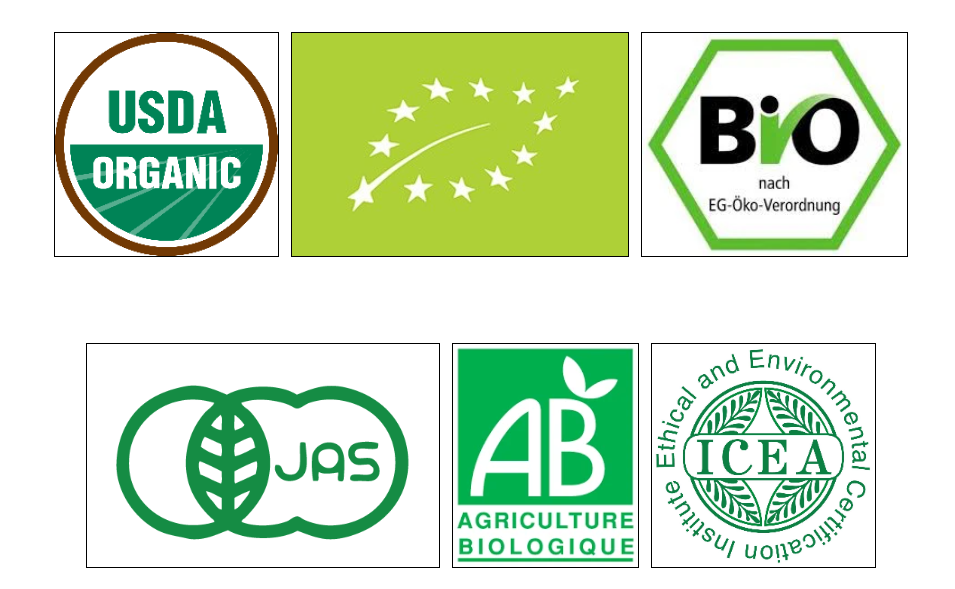 USDA
ORGANIC
BiO
nach
EG-Öko-Verordnung
JAS
AB
AGRICULTURE
BIOLOGIQUE
Ethical and Environmental Certification Institute
ICEA